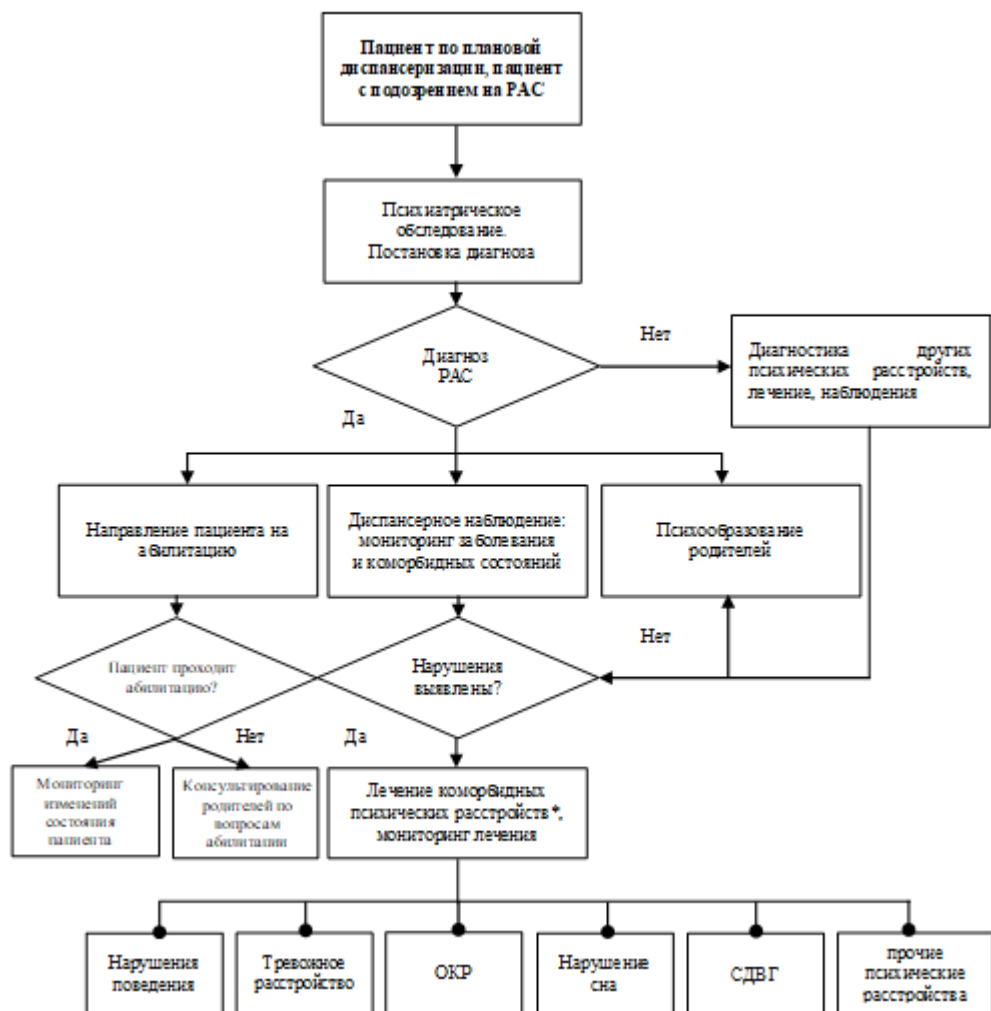 Пациент по плановой
диспансеризации, пациент
с подозрением на РАС
Психиатрическое
обследование.
Постановка диагноза
Диагноз
РАС
Нет
Диагностика других
психических расстройств,
лечение, наблюдения
Да
Направление пациента на
абилитацию
Диспансерное наблюдение:
мониторинг заболевания
и коморбидных состояний
Психообразование
родителей
Пациент проходит
абилитацию?
Нарушения
выявлены?
Нет
Да
Нет
Да
Мониторинг
изменений
состояния
пациента
Консультирование
родителей по
вопросам
абилитации
Лечение коморбидных
психических расстройств*,
мониторинг лечения
Нарушения
поведения
Тревожное
расстройство
ОКР
Нарушение
сна
СДВГ
прочие
психические
расстройства